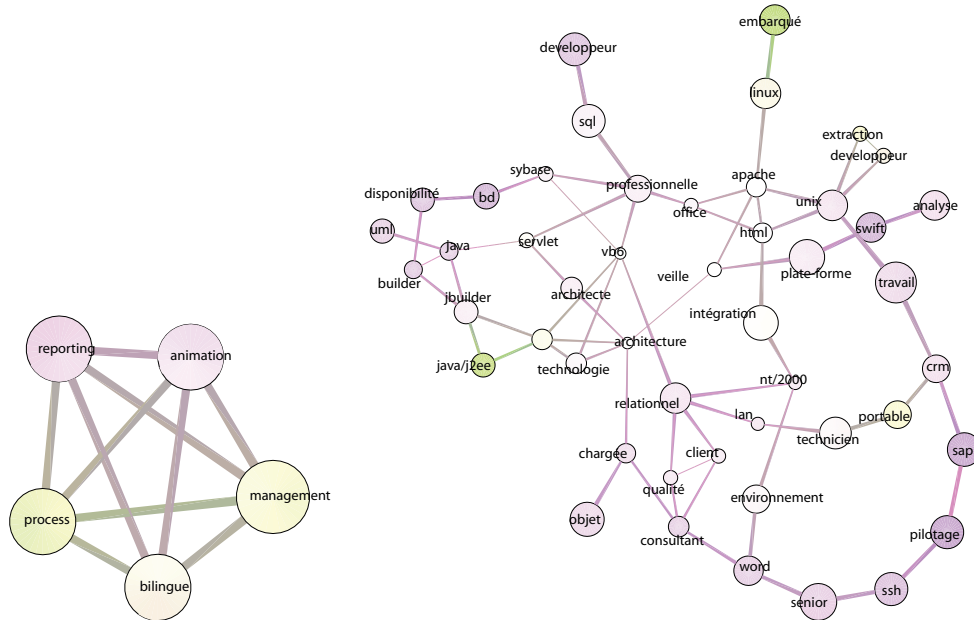 embarqué
developpeur
linux
sql
extraction
developpeur
sybase
apache
professionnelle
disponibilité
bd
unix
analyse
office
uml
swift
html
servlet
java
vb6
veille
plate-forme
builder
travail
architecte
jbuilder
intégration
architecture
reporting
animation
java/j2ee
technologie
crm
nt/2000
relationnel
lan
portable
technicien
chargée
client
sap
qualité
management
environnement
process
objet
pilotage
consultant
word
bilingue
ssh
senior